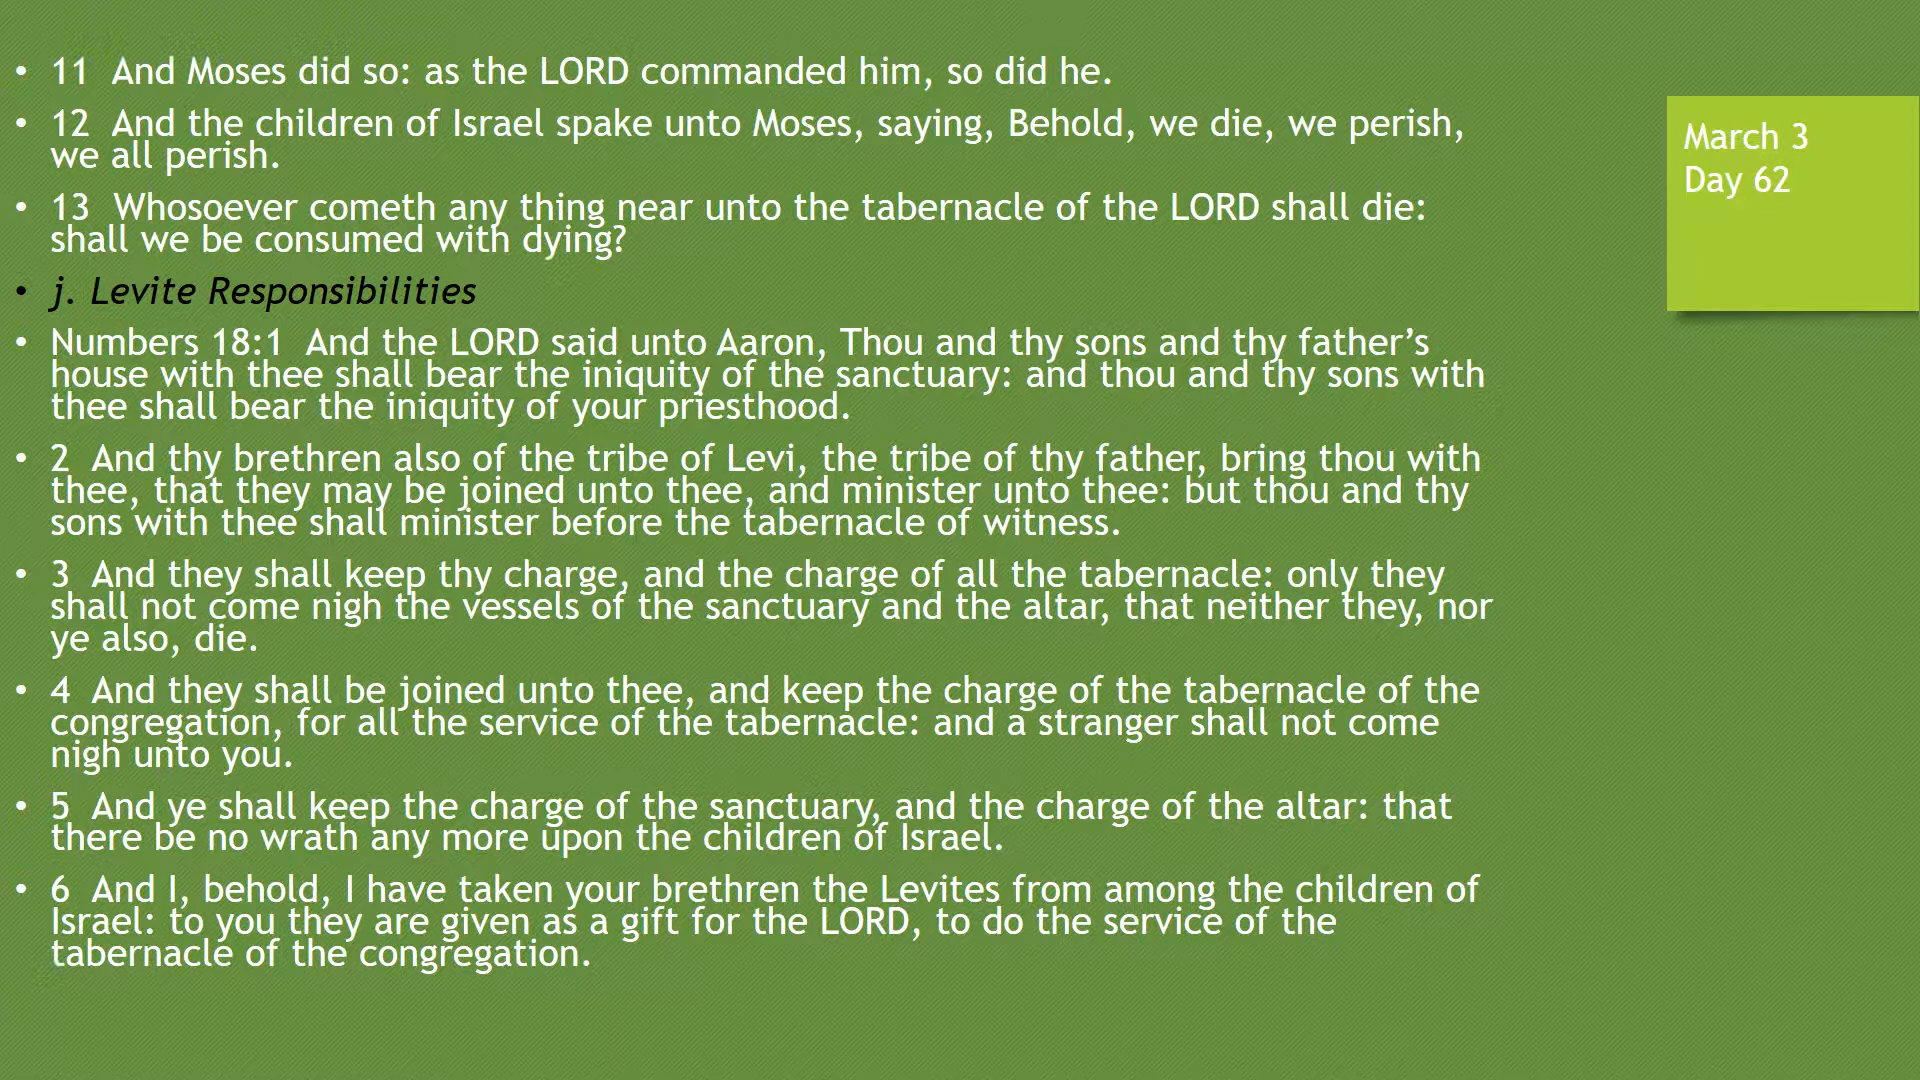 • 11  And Moses did so: as the LORD commanded him, so did he.
• 12  And the children of Israel spake unto Moses, saying, Behold, we die, we perish,
we all perish.
• 13  Whosoever cometh any thing near unto the tabernacle of the LORD shall die:
shall we be consumed with dying?
• j. Levite Responsibilities
• Numbers 18:1  And the LORD said unto Aaron, Thou and thy sons and thy father’s
house with thee shall bear the iniquity of the sanctuary: and thou and thy sons with
thee shall bear the iniquity of your priesthood.
• 2  And thy brethren also of the tribe of Levi, the tribe of thy father, bring thou with
thee, that they may be joined unto thee, and minister unto thee: but thou and thy
sons with thee shall minister before the tabernacle of witness.
• 3  And they shall keep thy charge, and the charge of all the tabernacle: only they
shall not come nigh the vessels of the sanctuary and the altar, that neither they, nor
ye also, die.
• 4  And they shall be joined unto thee, and keep the charge of the tabernacle of the
congregation, for all the service of the tabernacle: and a stranger shall not come
nigh unto you.
• 5  And ye shall keep the charge of the sanctuary, and the charge of the altar: that
there be no wrath any more upon the children of Israel.
• 6  And I, behold, I have taken your brethren the Levites from among the children of
Israel: to you they are given as a gift for the LORD, to do the service of the
tabernacle of the congregation.
March 3
Day 62